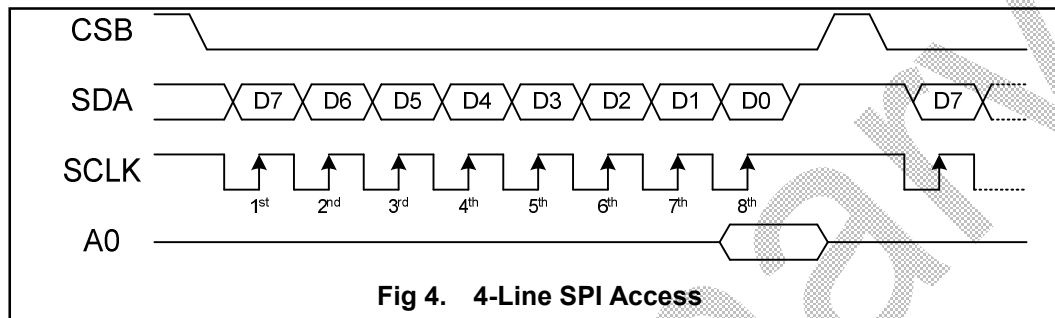 CSB
SDA D7 D6 D5 D4 D3 D2 D1 D0 D7
SCLK
1st 2nd 3rd 4th 5th 6th 7th 8th
A0
Fig 4. 4-Line SPI Access